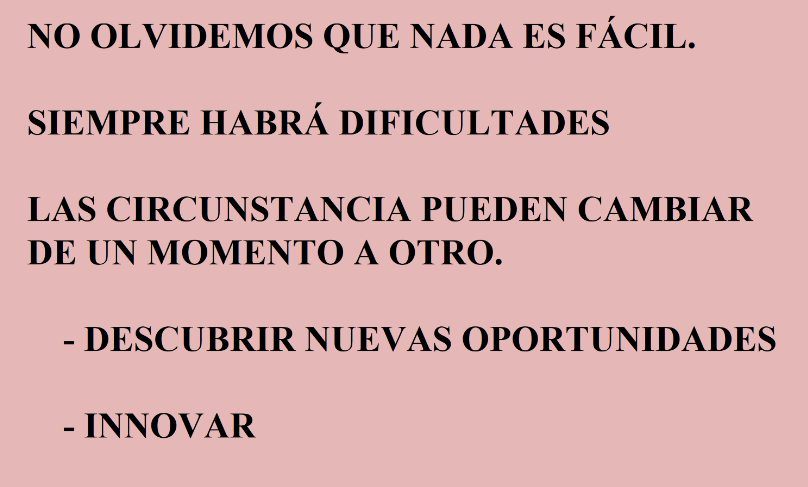 NO OLVIDEMOS QUE NADA ES FÁCIL.
SIEMPRE HABRÁ DIFICULTADES
LAS CIRCUNSTANCIA PUEDEN CAMBIAR
DE UN MOMENTO A OTRO.
- DESCUBRIR NUEVAS OPORTUNIDADES
- INNOVAR